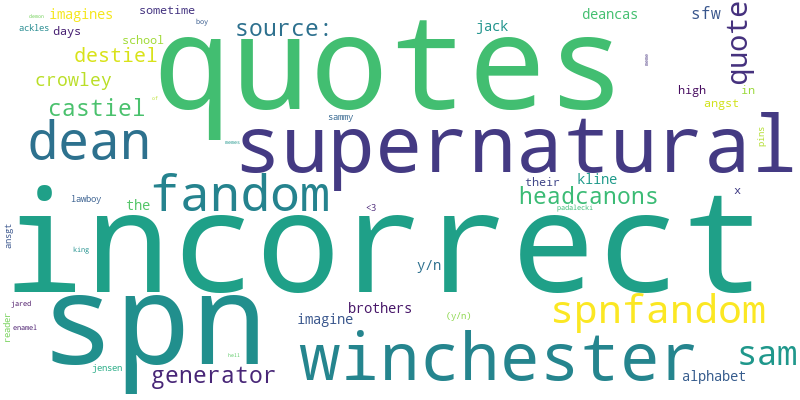 demon
imagines
sometime
boy
ackles
days
school
source:
jack
deancas
sfw
quote
destiel
quotes
crowley
high
in
angst
castiel
of
dean
sammy
supernatural
pins
fandom
their
kline
headcanons
x
lawboy
the
<3
padalecki
ansgt
incorrect
king
y/n
spn
jared
brothers
spnfandom
reader
enamel
imagine
(y/n)
winchester
sam
hell
jensen
generator
alphabet